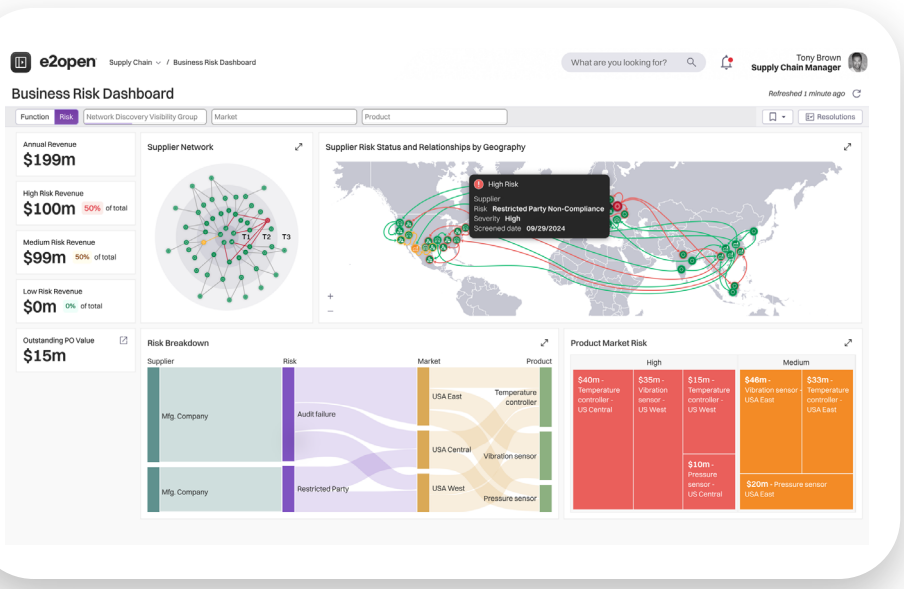 e2open
Supply Chain / Business Risk Dashboard
What are you looking for?
Tony Brown
Supply Chain Manager
Business Risk Dashboard
Refreshed 1 minute ago
Function
Risk
Network Discovery Visibility Group
Market
Product
Resolutions
Annual Revenue
$199m
High Risk Revenue
$100m 50% of total
Medium Risk Revenue
$99m 50% of total
Low Risk Revenue
$0m 0% of total
Outstanding PO Value
$15m
Supplier Network
T1 T2 T3
Supplier Risk Status and Relationships by Geography
High Risk
Supplier
Risk Restricted Party Non-Compliance
Severity High
Screened date 09/29/2024
+
–
Risk Breakdown
Supplier
Risk
Market
Product
Mfg. Company
Mfg. Company
Audit failure
Restricted Party
USA East
USA Central
USA West
Temperature
controller
Vibration sensor
Pressure sensor
Product Market Risk
High
Medium
$40m -
Temperature
controller -
US Central
$35m -
Vibration
sensor -
US West
$15m -
Temperature
controller -
US West
$10m -
Pressure
sensor -
US Central
$46m -
Vibration sensor -
USA East
$33m -
Temperature
controller -
USA East
$20m - Pressure sensor
USA East